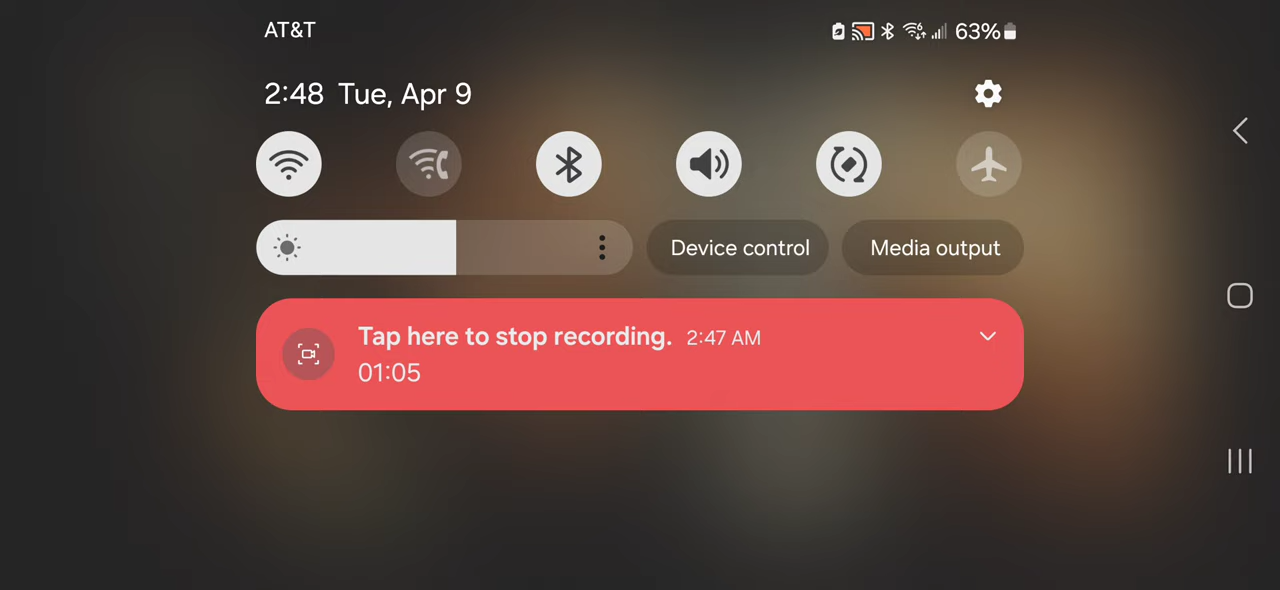 AT&T 63%
2:48 Tue, Apr 9
Device control Media output
Tap here to stop recording. 2:47 AM
01:05